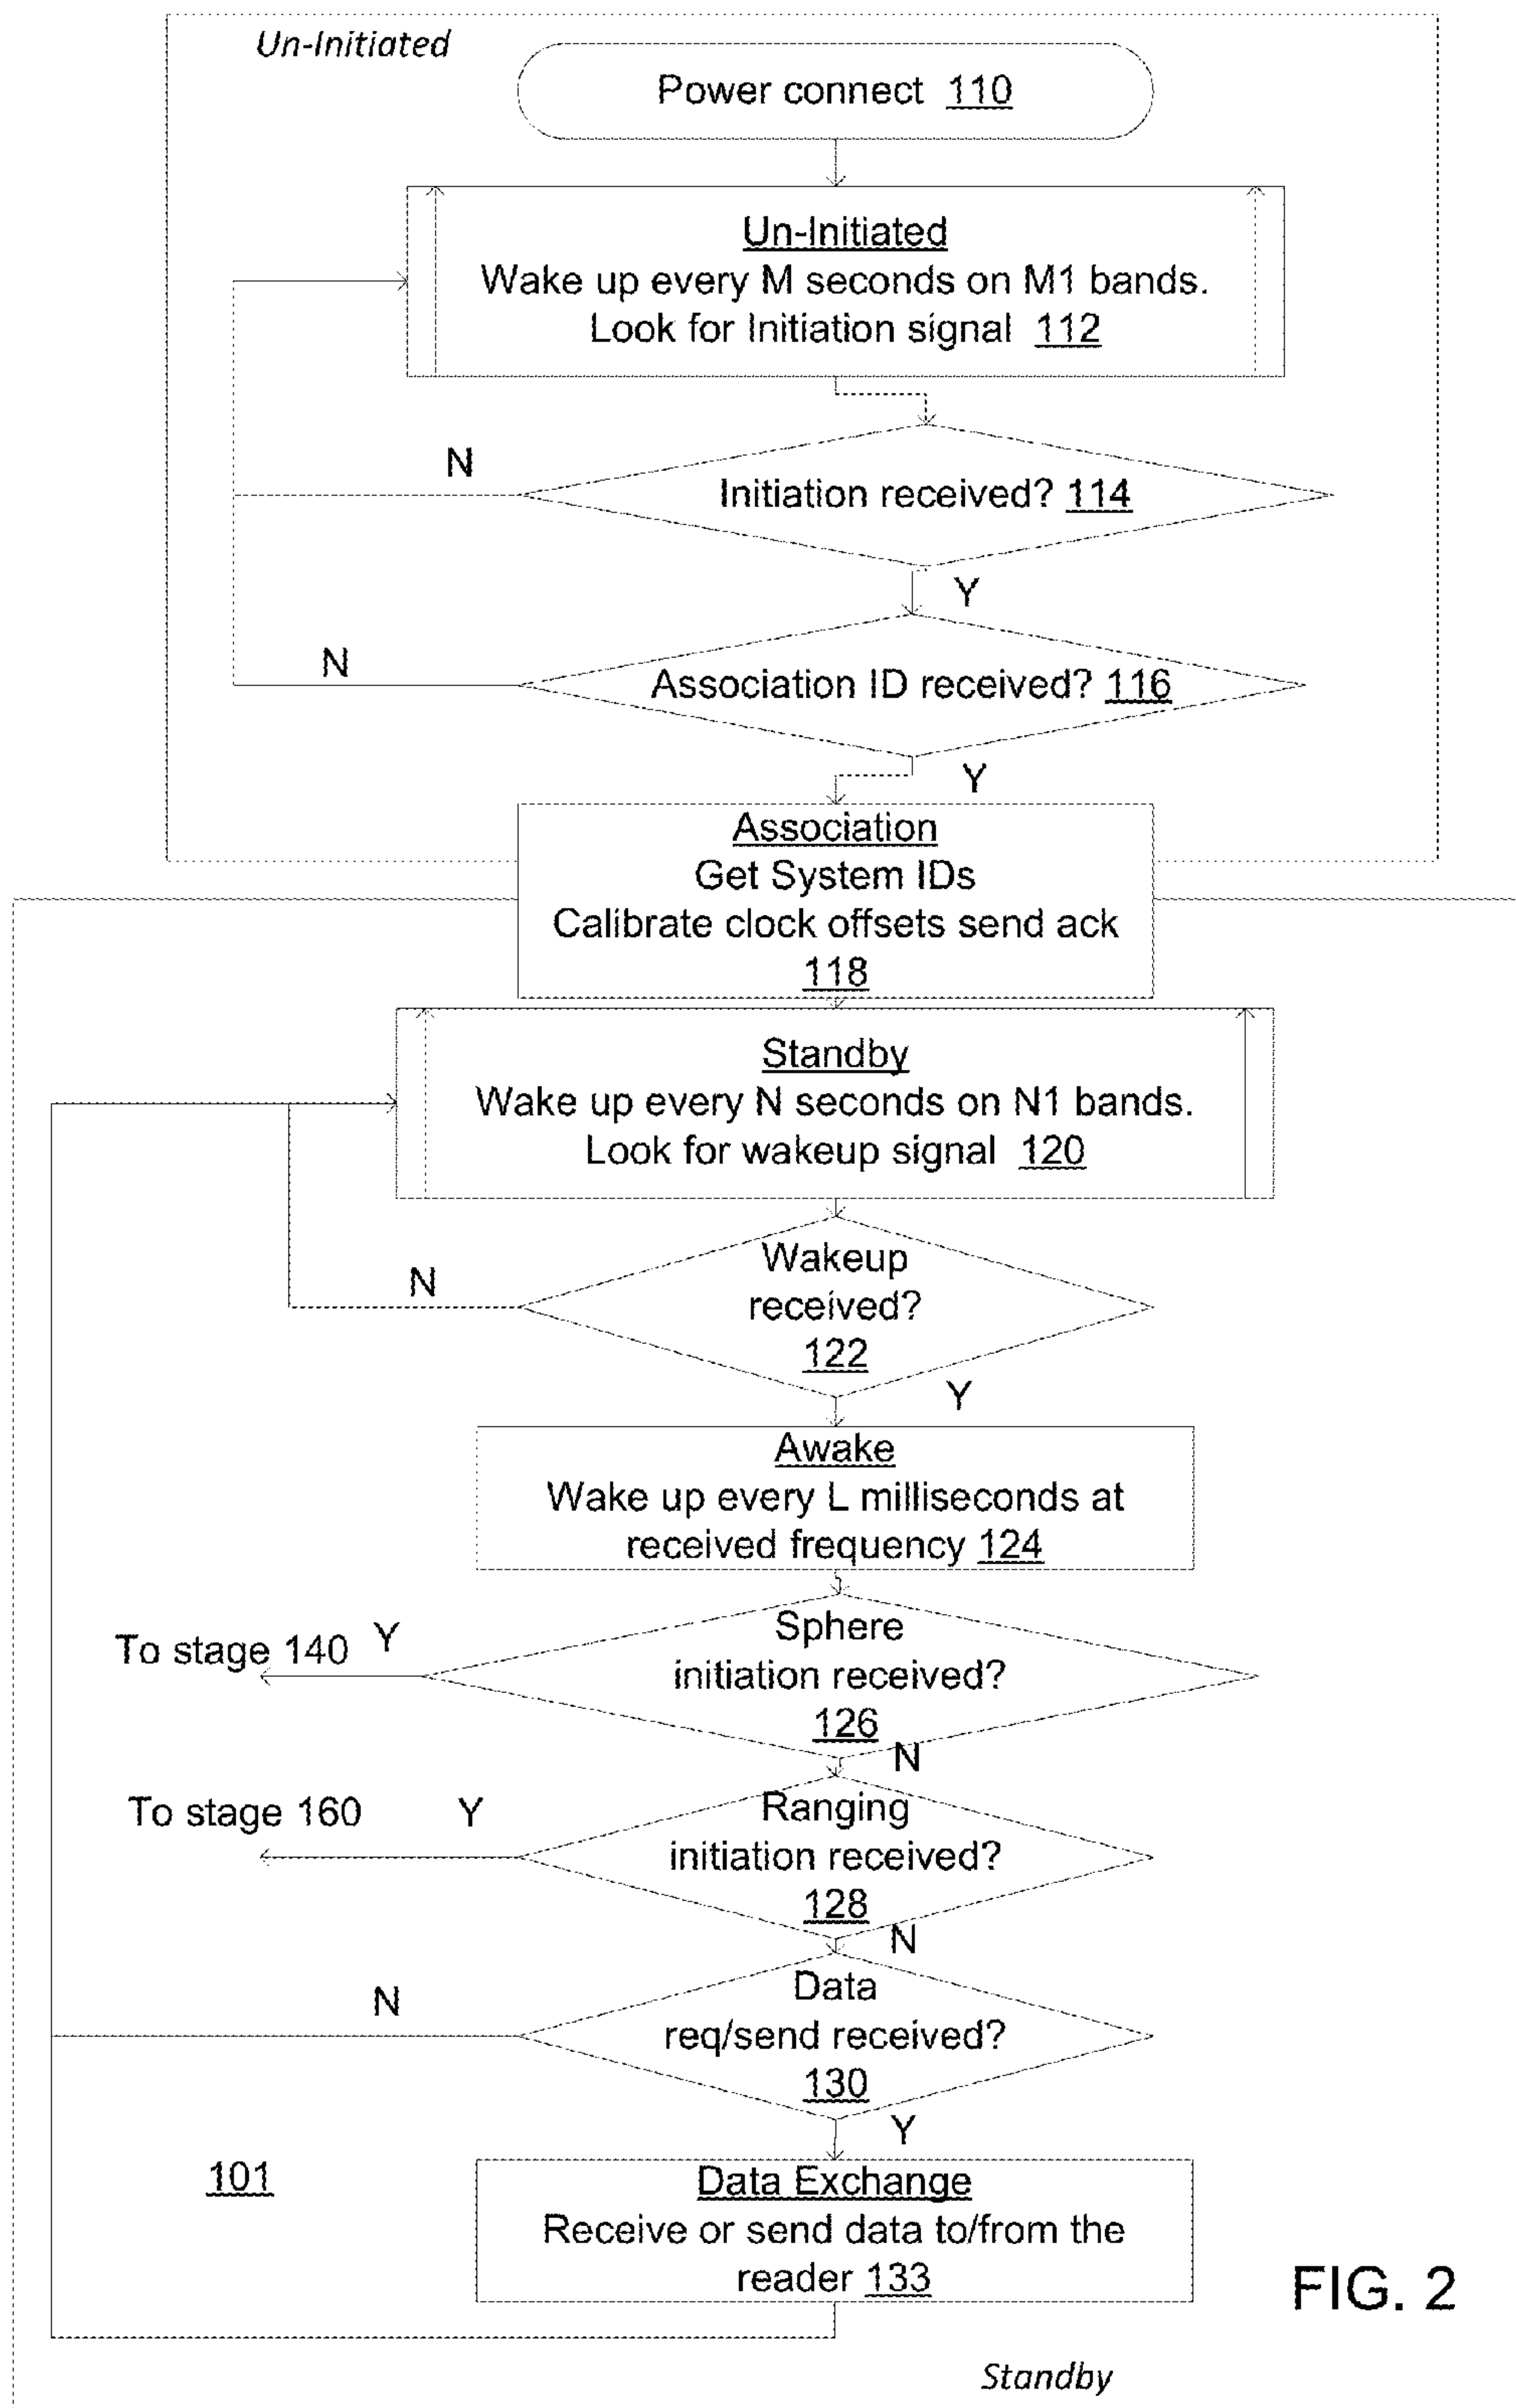 Un-Initiated
Power connect 110
Un-Initiated
Wake up every M seconds on M1 bands.
Look for Initiation signal 112
N
Initiation received? 114
Y
N
Association ID received? 116
Y
Association
Get System IDs
Calibrate clock offsets send ack
118
Standby
Wake up every N seconds on N1 bands.
Look for wakeup signal 120
Wakeup
N
received?
122
Y
Awake
Wake up every L milliseconds at
received frequency 124
Sphere
To stage 140 Y
initiation received?
126
N
To stage 160 Y
Ranging
initiation received?
128
N
Data
N
req/send received?
130
Y
101
Data Exchange
Receive or send data to/from the
reader 133
FIG. 2
Standby